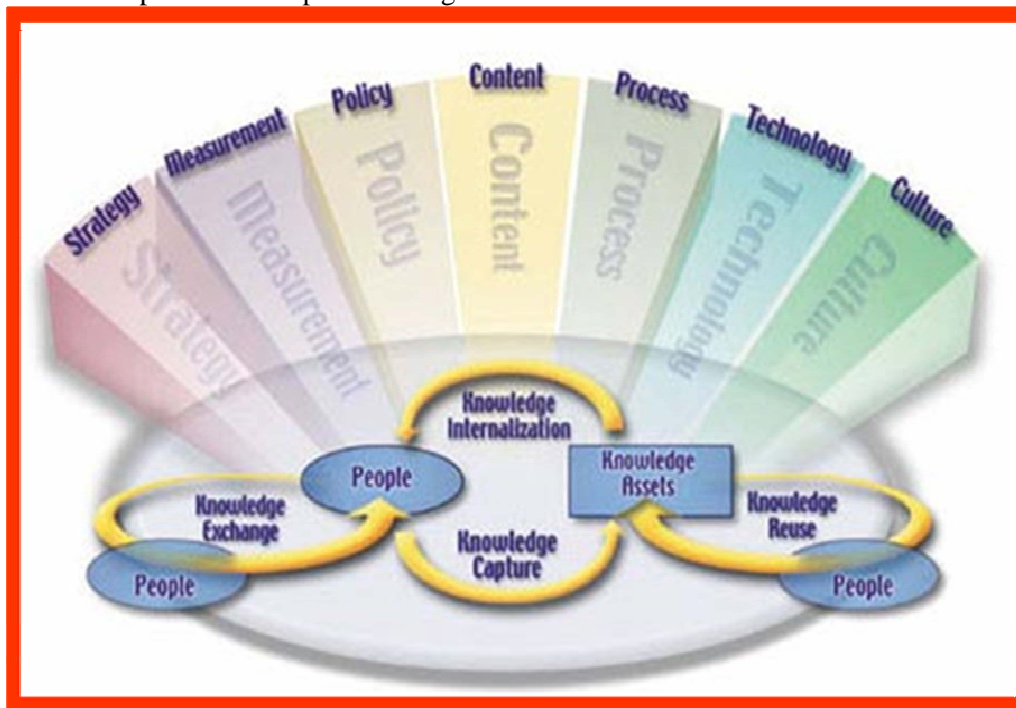 Strategy
Measurement
Policy
Content
Process
Technology
Culture
Strategy
Measurement
Policy
Content
Process
Technology
Culture
Knowledge
Internalization
People
Knowledge
Assets
Knowledge
Exchange
Knowledge
Capture
Knowledge
Reuse
People
People